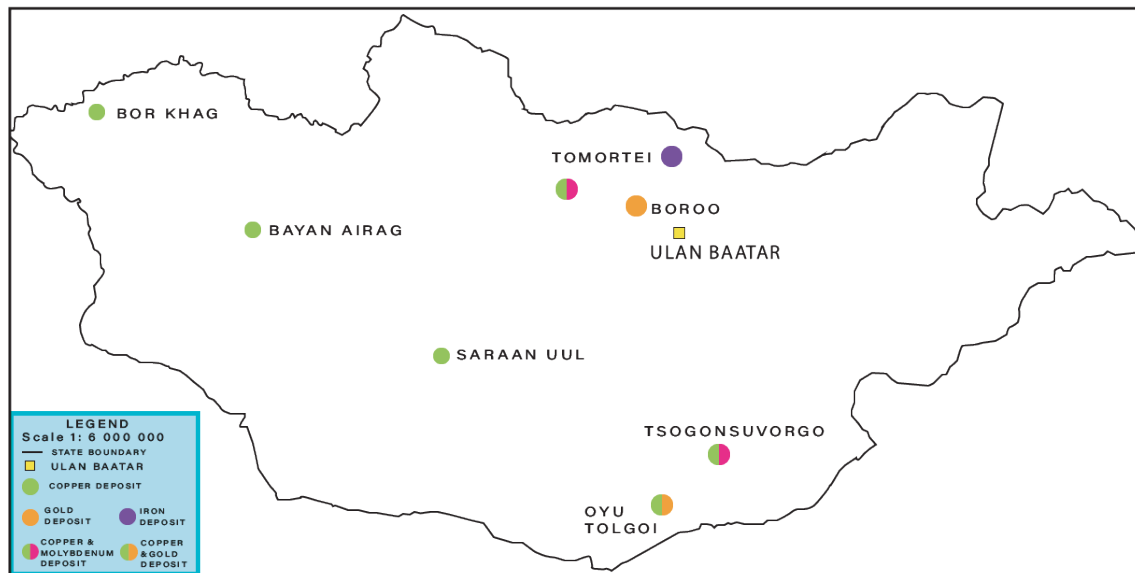 BOR KHAG
TOMORTEI
BOROO
BAYAN AIRAG
ULAN BAATAR
SARAAN UUL
TSOGONSUVORGO
OYU
TOLGOI
LEGEND
Scale 1: 6 000 000
STATE BOUNDARY
ULAN BAATAR
COPPER DEPOSIT
GOLD
DEPOSIT
IRON
DEPOSIT
COPPER &
MOLYBDENUM
DEPOSIT
COPPER
& GOLD
DEPOSIT